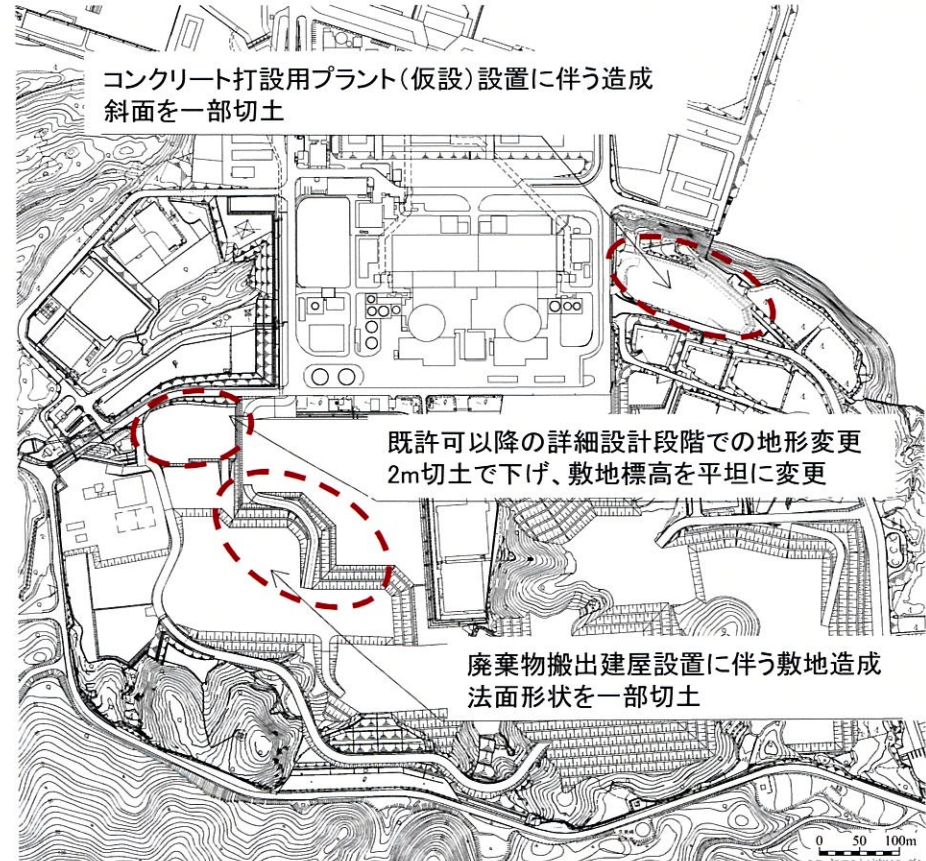 コンクリート打設用プラント(仮設)設置に伴う造成
斜面を一部切土
既許可以降の詳細設計段階での地形変更
2m切土で下げ、敷地標高を平坦に変更
廃棄物搬出建屋設置に伴う敷地造成
法面形状を一部切土
0 50 100m